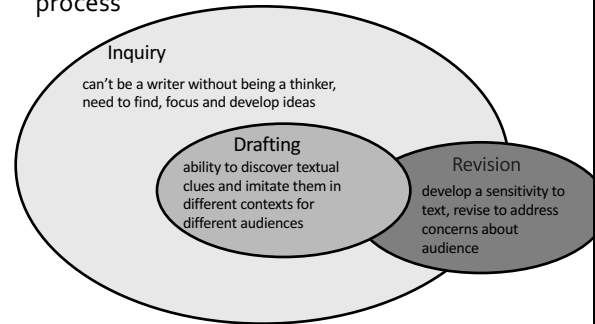 process
Inquiry
can't be a writer without being a thinker,
need to find, focus and develop ideas
Drafting
ability to discover textual
clues and imitate them in
different contexts for
different audiences
Revision
develop a sensitivity to
text, revise to address
concerns about
audience